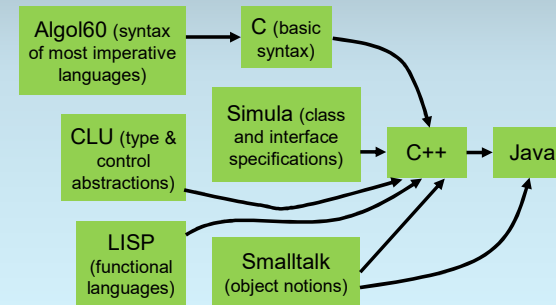 Algol60 (syntax
of most imperative
languages)
C (basic
syntax)
Simula (class
and interface
specifications)
CLU (type &
control
abstractions)
C++
Java
LISP
(functional
languages)
Smalltalk
(object notions)